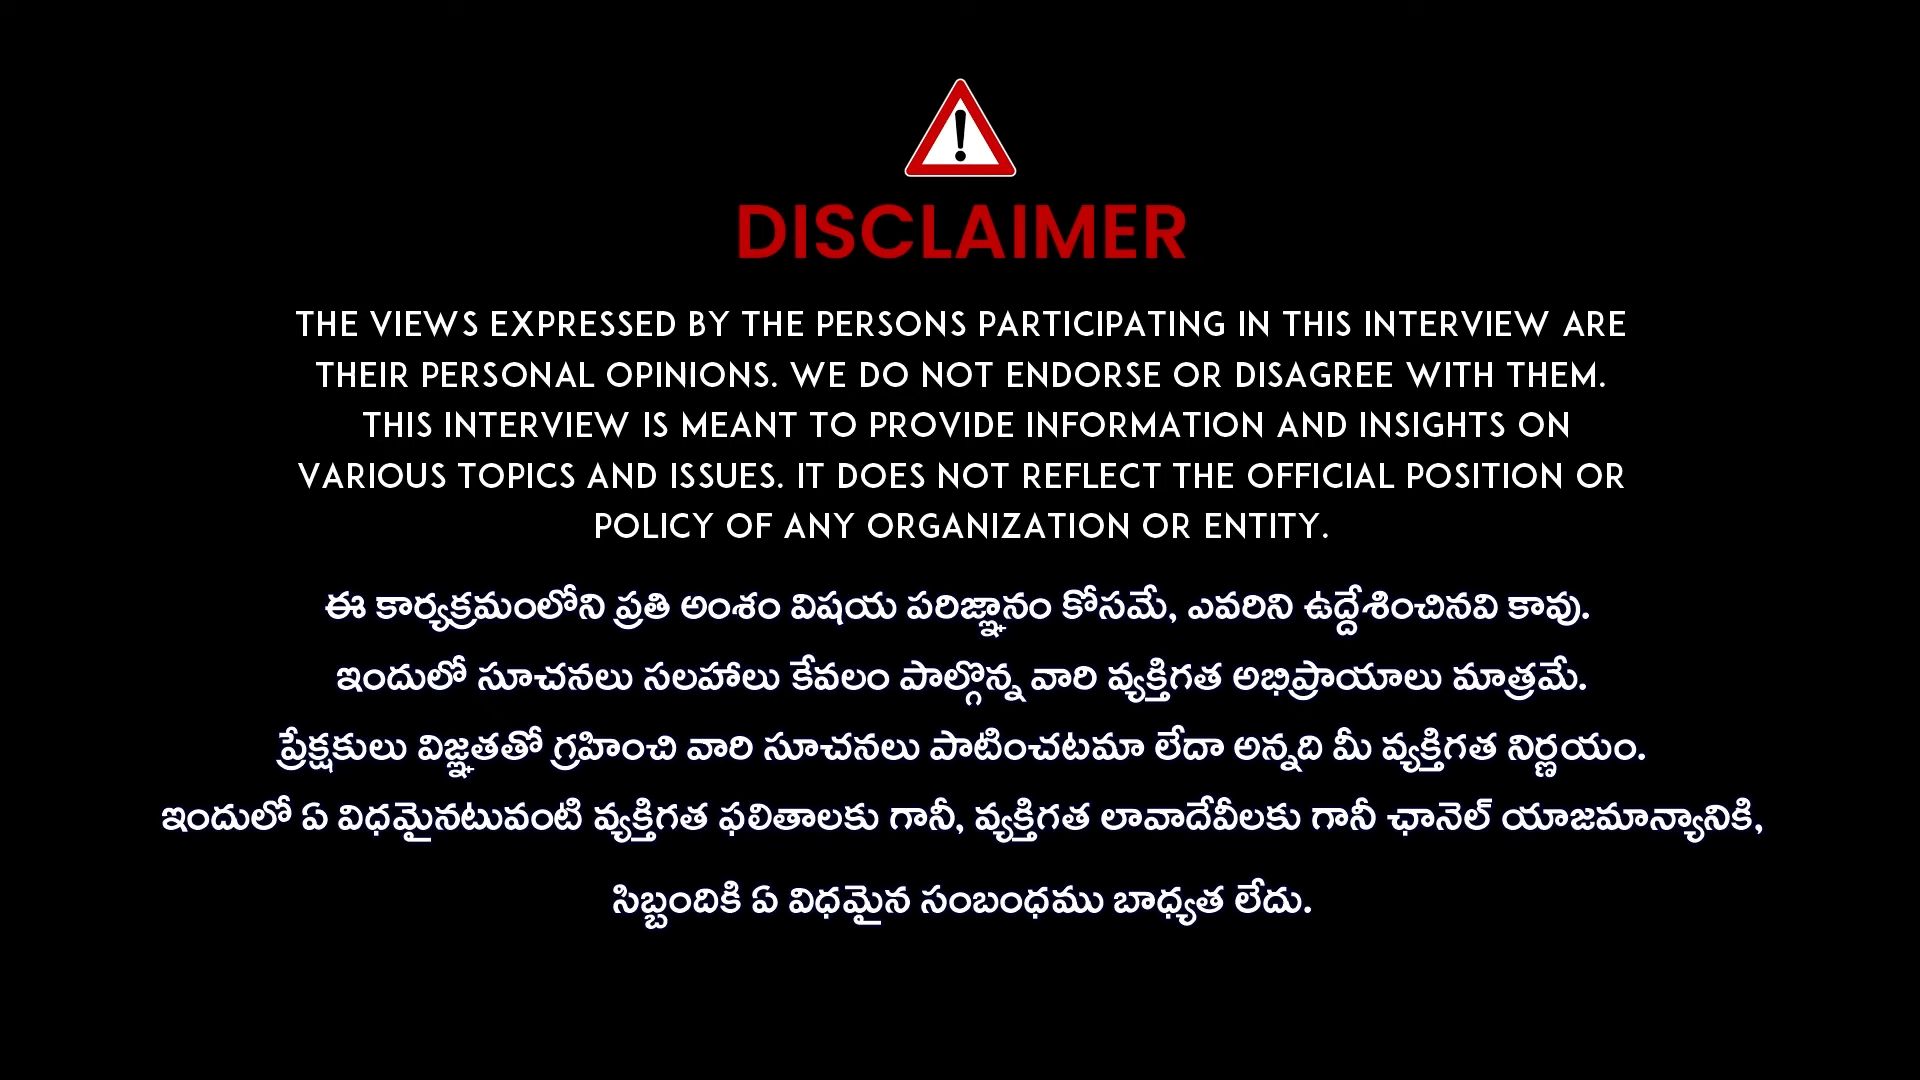 DISCLAIMER
THE VIEWS EXPRESSED BY THE PERSONS PARTICIPATING IN THIS INTERVIEW ARE
THEIR PERSONAL OPINIONS. WE DO NOT ENDORSE OR DISAGREE WITH THEM.
THIS INTERVIEW IS MEANT TO PROVIDE INFORMATION AND INSIGHTS ON
VARIOUS TOPICS AND ISSUES. IT DOES NOT REFLECT THE OFFICIAL POSITION OR
POLICY OF ANY ORGANIZATION OR ENTITY.
ఈ కార్యక్రమంలోని ప్రతి అంశం విషయ పరిజ్ఞానం కోసమే, ఎవరిని ఉద్దేశించినవి కావు.
ఇందులో సూచనలు సలహాలు కేవలం పాల్గొన్న వారి వ్యక్తిగత అభిప్రాయాలు మాత్రమే.
ప్రేక్షకులు విజ్ఞతతో గ్రహించి వారి సూచనలు పాటించటమా లేదా అన్నది మీ వ్యక్తిగత నిర్ణయం.
ఇందులో ఏ విధమైనటువంటి వ్యక్తిగత ఫలితాలకు గానీ, వ్యక్తిగత లావాదేవీలకు గానీ ఛానెల్ యాజమాన్యానికి,
సిబ్బందికి ఏ విధమైన సంబంధము బాధ్యత లేదు.